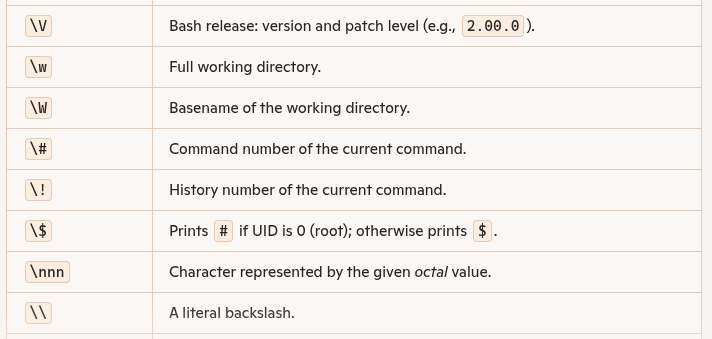 \V Bash release: version and patch level (e.g., 2.00.0 ).
\w Full working directory.
\W Basename of the working directory.
\# Command number of the current command.
\! History number of the current command.
\$ Prints # if UID is 0 (root); otherwise prints $ .
\nnn Character represented by the given octal value.
\\ A literal backslash.